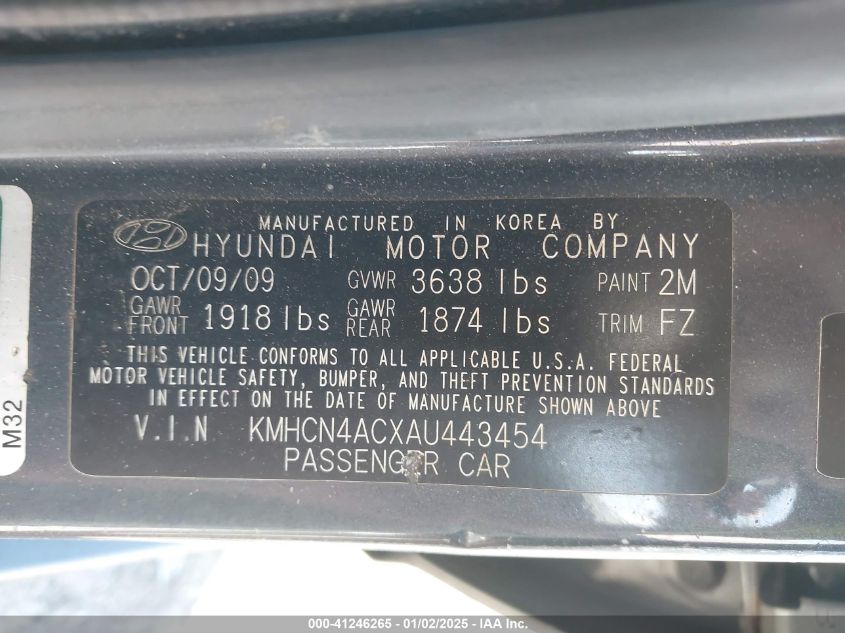 MANUFACTURED IN KOREA BY
HYUNDAI MOTOR COMPANY
OCT/09/09 GVWR 3638 lbs PAINT 2M
GAWR FRONT 1918 lbs GAWR REAR 1874 lbs TRIM FZ
THIS VEHICLE CONFORMS TO ALL APPLICABLE U.S.A. FEDERAL
MOTOR VEHICLE SAFETY, BUMPER, AND THEFT PREVENTION STANDARDS
IN EFFECT ON THE DATE OF MANUFACTURE SHOWN ABOVE
V.I.N KMHCN4ACXAU443454
PASSENGER CAR
M32
000-41246265 - 01/02/2025 - IAA Inc.